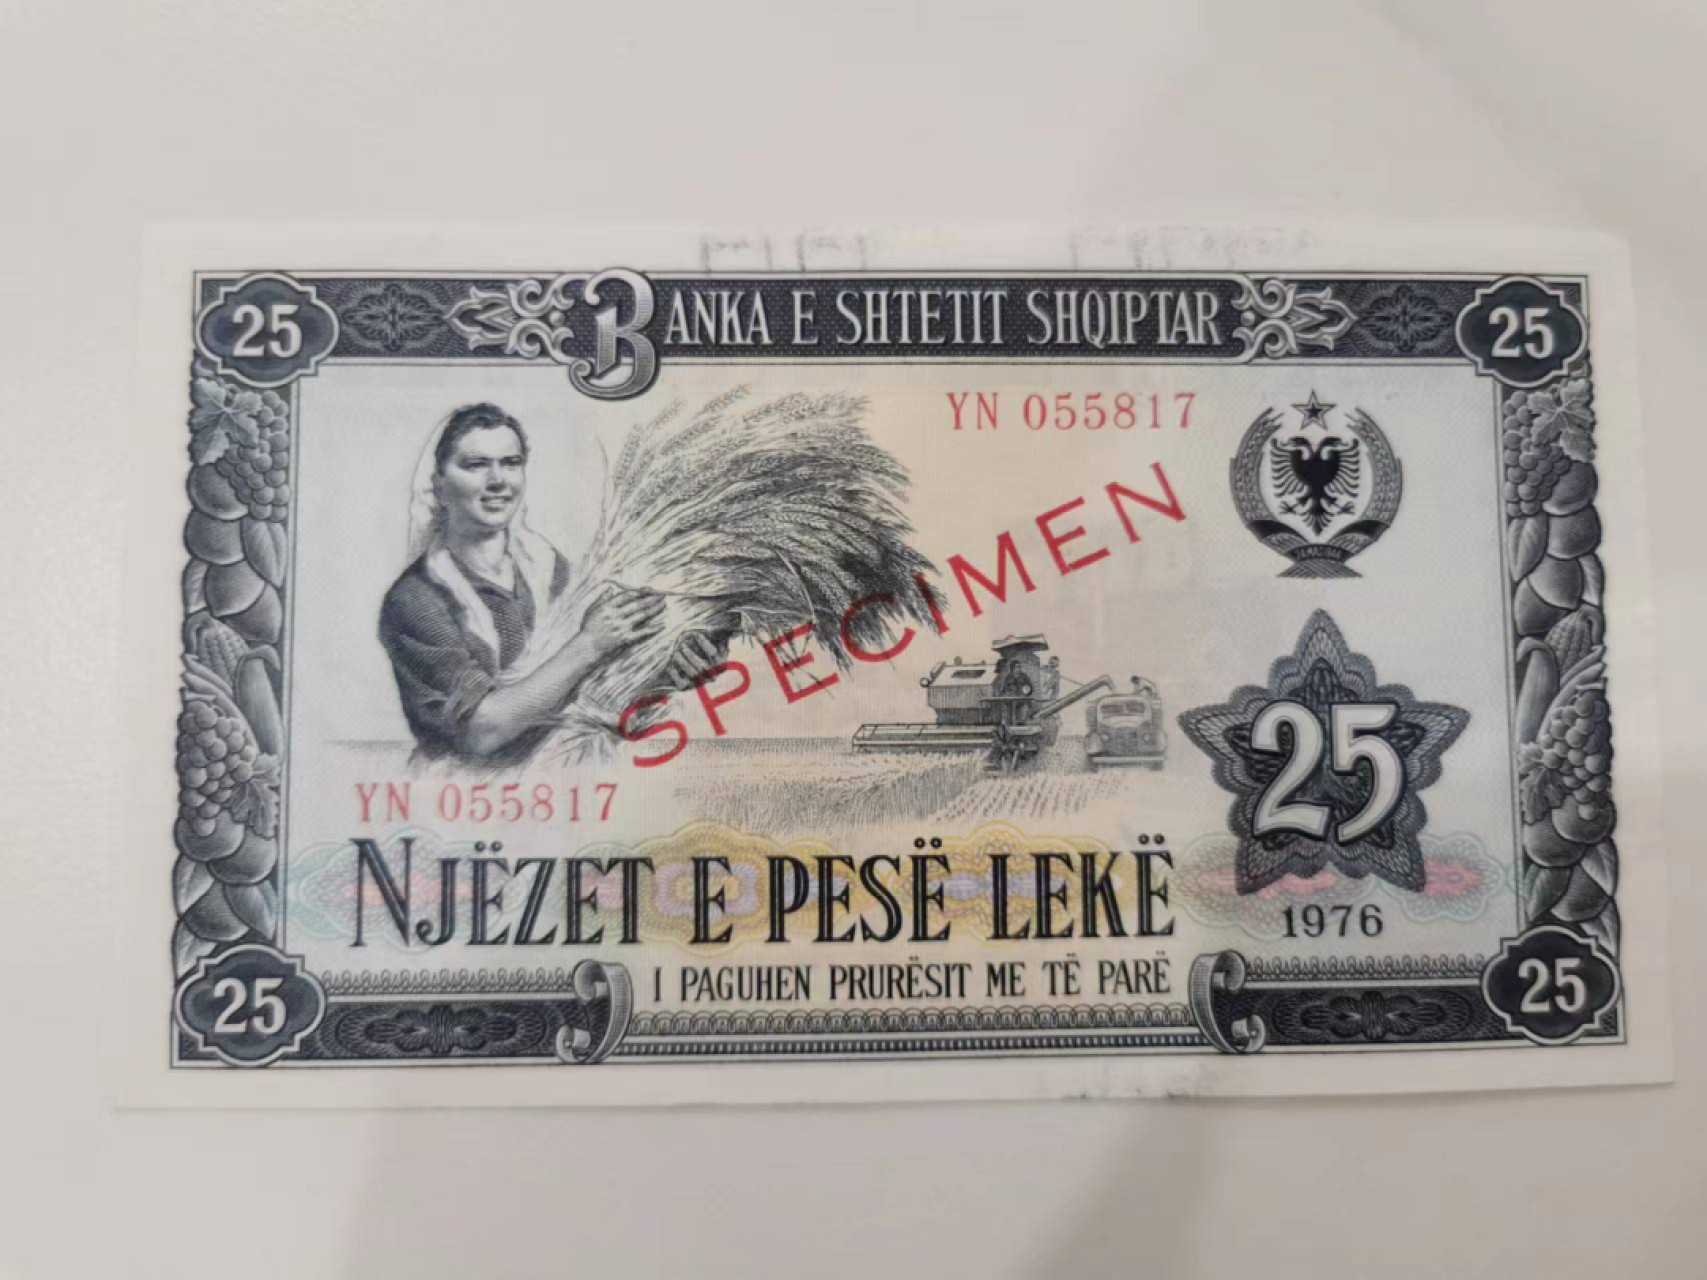 25 BANKA E SHTETIT SHQIPTAR 25
YN 055817
SPECIMEN
25
YN 055817
NJËZET E PESË LEKË
1976
I PAGUHEN PRURËSIT ME TË PARË
25 25